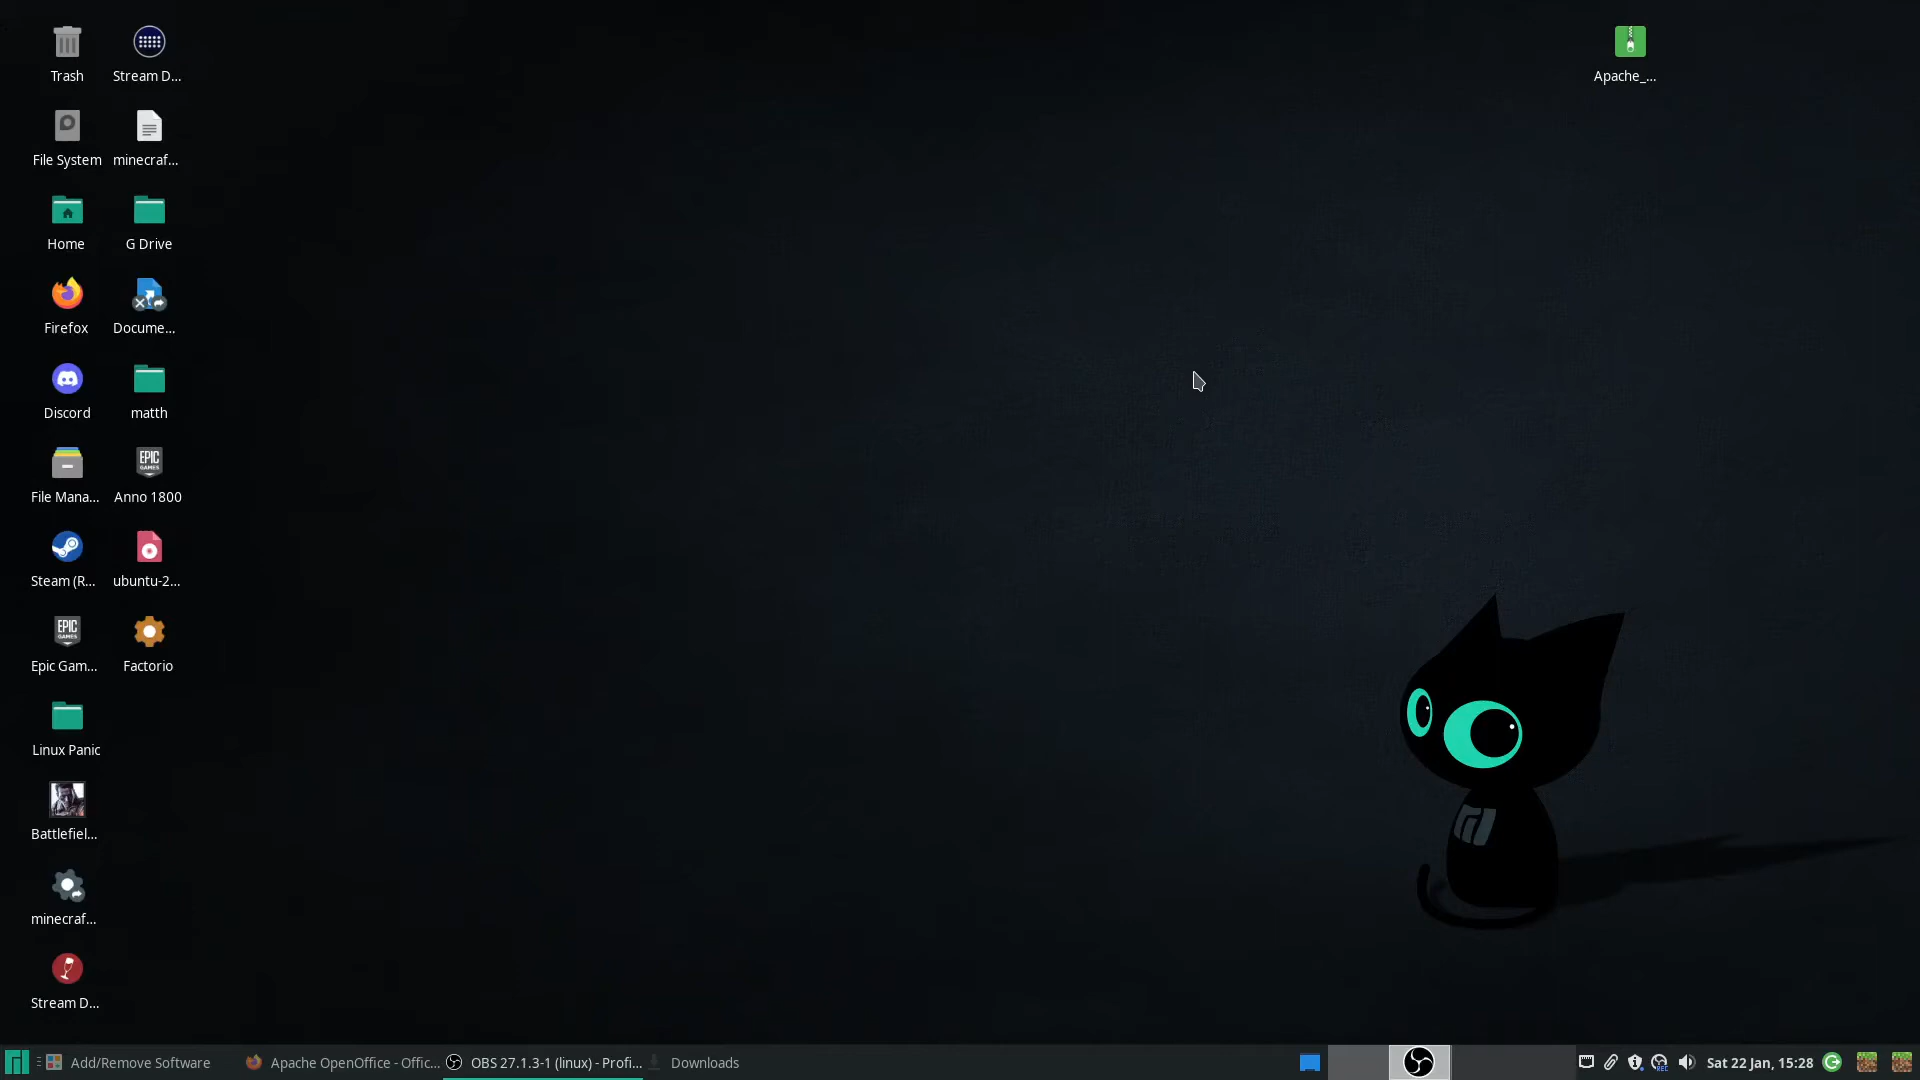 Trash
Stream D...
Apache_...
File System
minecraf...
Home
G Drive
Firefox
Docume...
Discord
matth
EPIC
GAMES
File Mana...
Anno 1800
Steam (R...
ubuntu-2...
EPIC
GAMES
Epic Gam...
Factorio
Linux Panic
Battlefiel...
minecraf...
Stream D...
Add/Remove Software
Apache OpenOffice - Offic...
OBS 27.1.3-1 (linux) - Profi...
Downloads
REC
Sat 22 Jan, 15:28